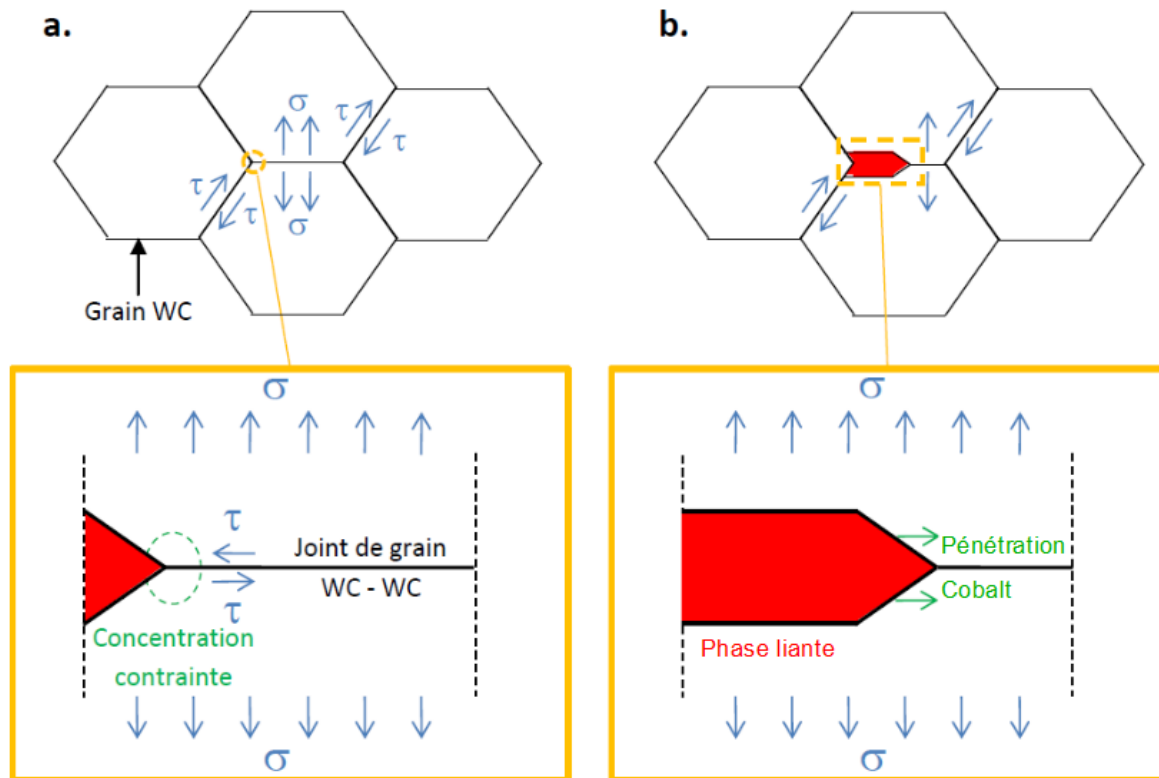 a.
σ
τ
τ
τ
τ
σ
Grain WC
b.
σ
τ
Joint de grain
WC - WC
τ
Concentration
contrainte
σ
σ
Pénétration
Cobalt
Phase liante
σ